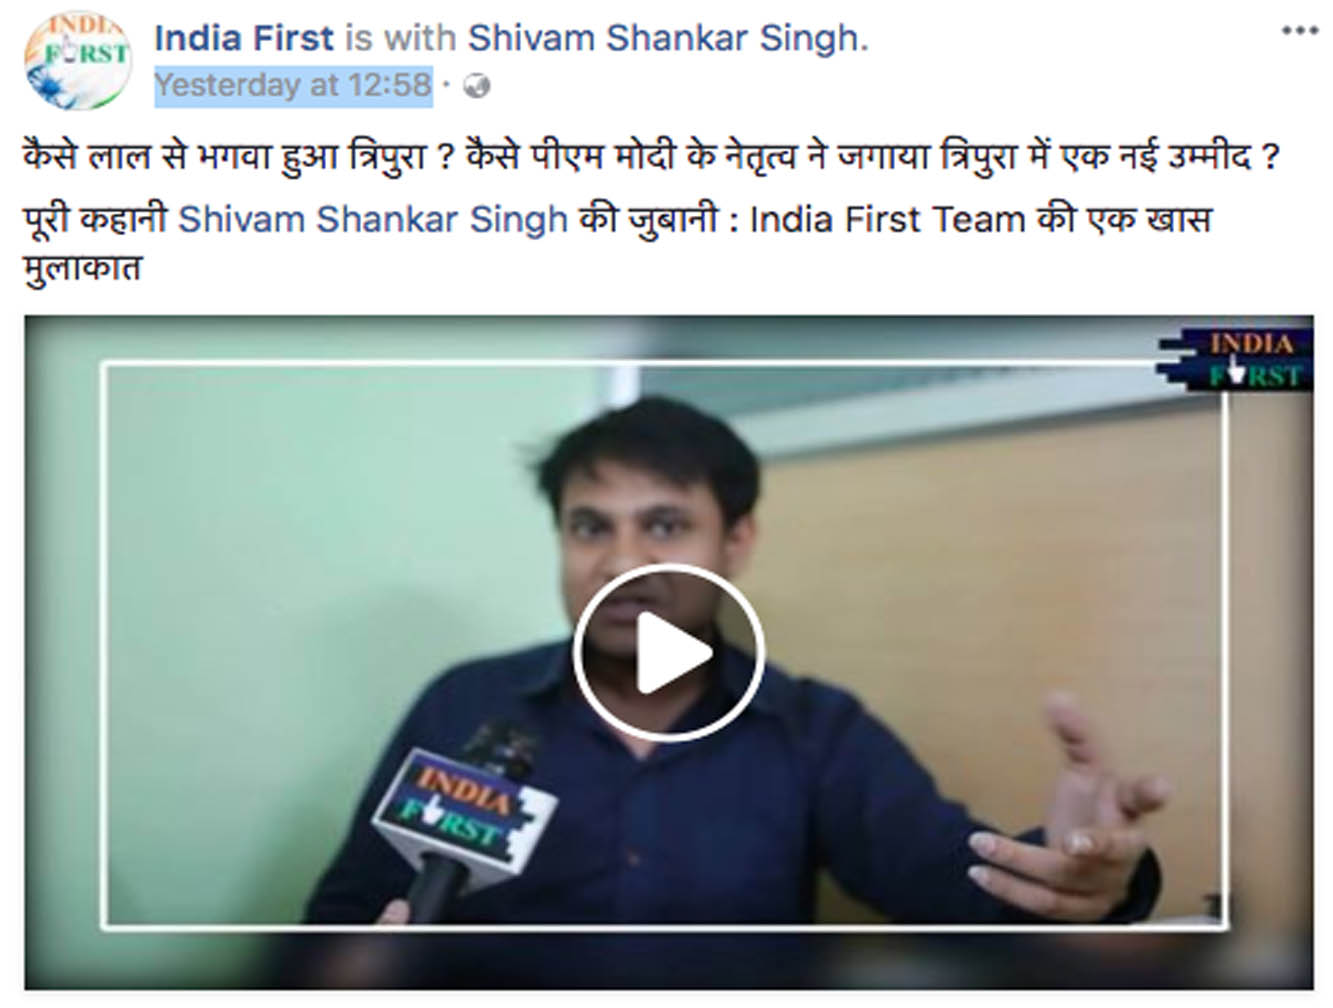 INDIA
FIRST
India First is with Shivam Shankar Singh.
Yesterday at 12:58 ·
कैसे लाल से भगवा हुआ त्रिपुरा ? कैसे पीएम मोदी के नेतृत्व ने जगाया त्रिपुरा में एक नई उम्मीद ?
पूरी कहानी Shivam Shankar Singh की जुबानी : India First Team की एक खास
मुलाकात
INDIA
FIRST
INDIA
FIRST